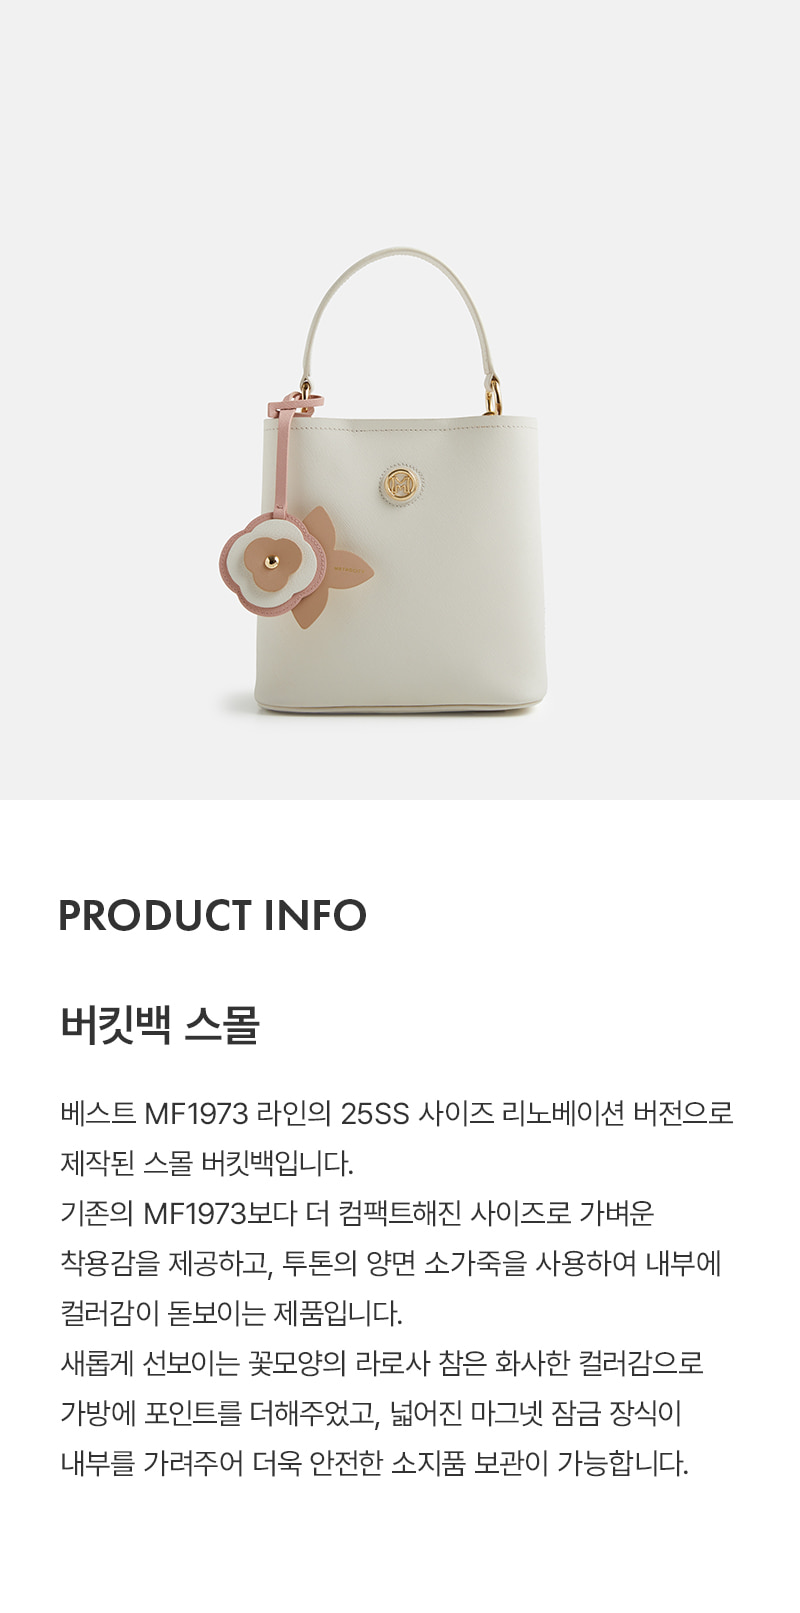 M
PRODUCT INFO
버킷백 스몰
베스트 MF1973 라인의 25SS 사이즈 리노베이션 버전으로
제작된 스몰 버킷백입니다.
기존의 MF1973보다 더 컴팩트해진 사이즈로 가벼운
착용감을 제공하고, 투톤의 양면 소가죽을 사용하여 내부에
컬러감이 돋보이는 제품입니다.
새롭게 선보이는 꽃모양의 라로사 참은 화사한 컬러감으로
가방에 포인트를 더해주었고, 넓어진 마그넷 잠금 장식이
내부를 가려주어 더욱 안전한 소지품 보관이 가능합니다.